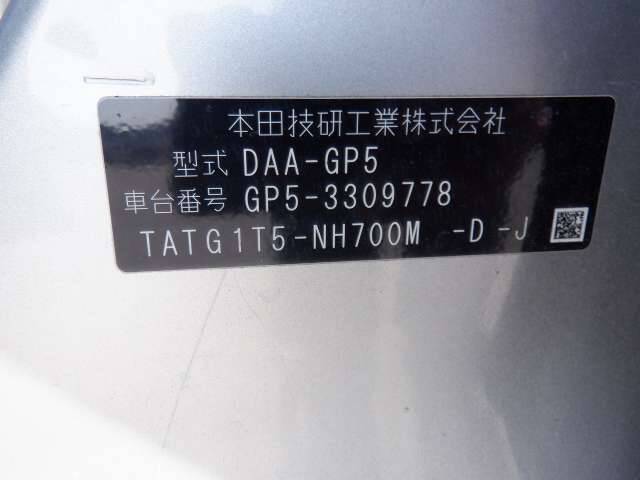 本田技研工業株式会社
型式 DAA-GP5
車台番号 GP5-3309778
TATG1T5-NH700M -D -J